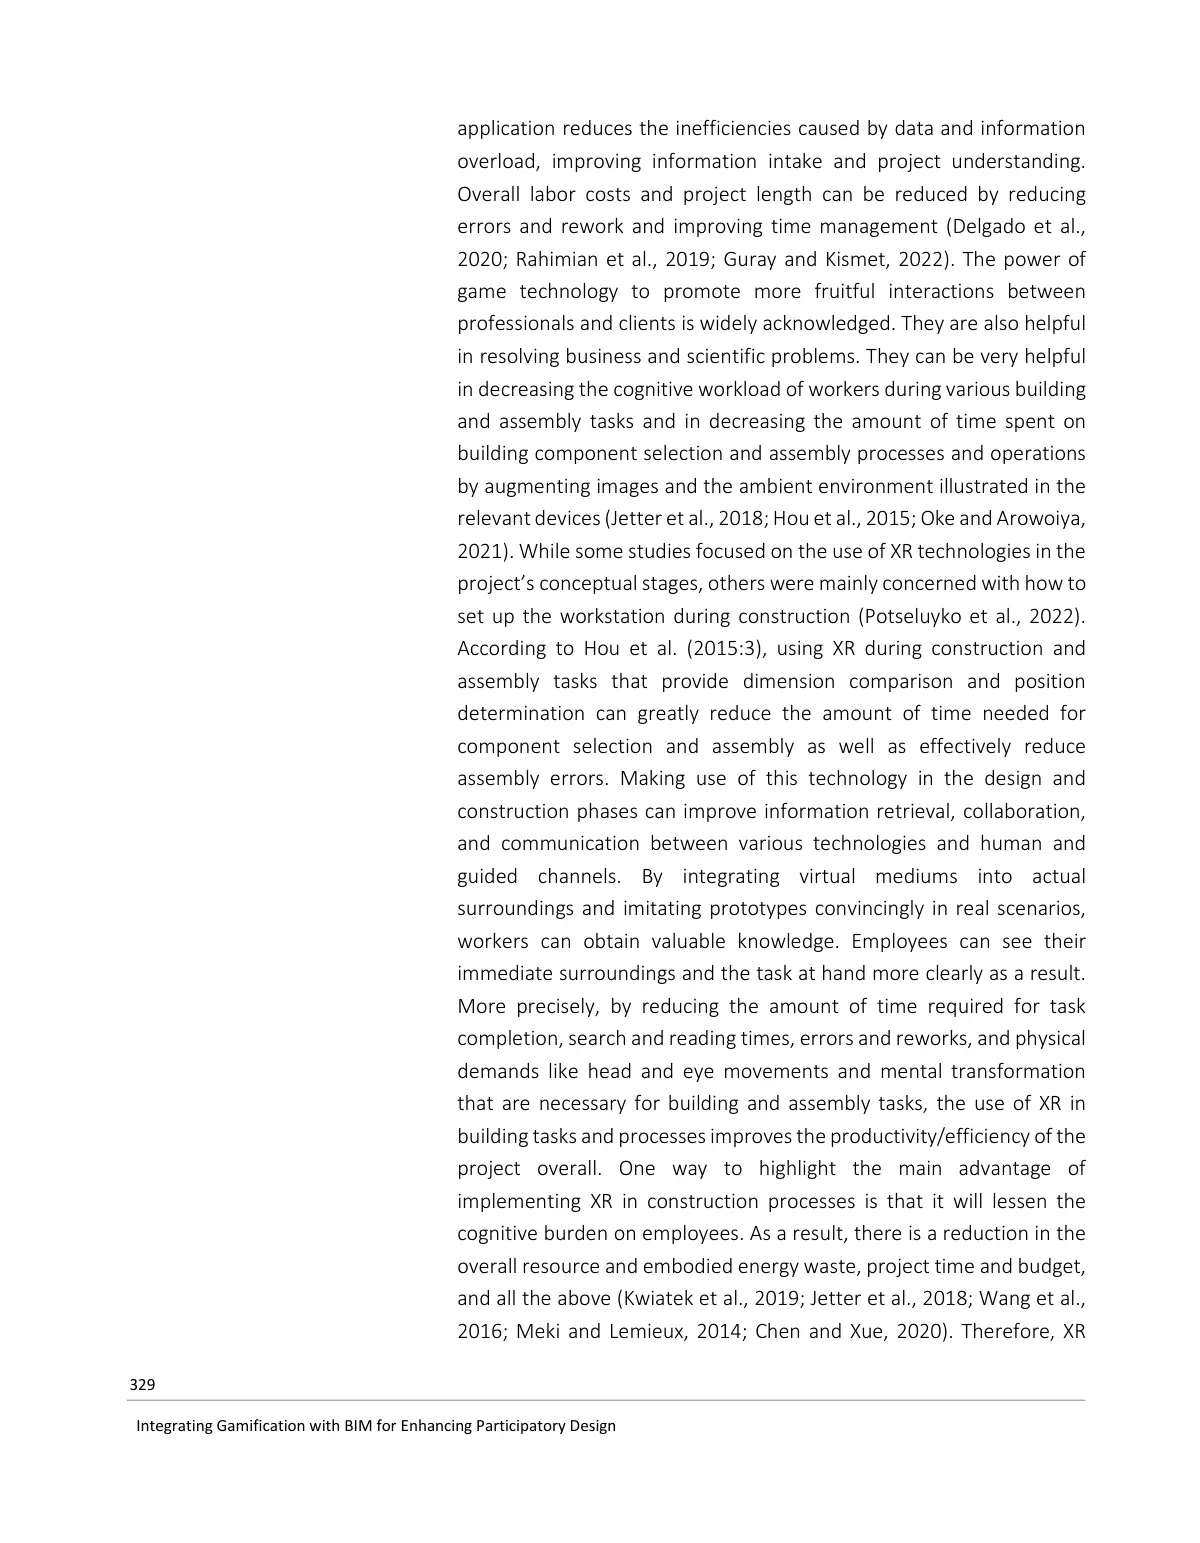 application reduces the inefficiencies caused by data and information
overload, improving information intake and project understanding.
Overall labor costs and project length can be reduced by reducing
errors and rework and improving time management (Delgado et al.,
2020; Rahimian et al., 2019; Guray and Kismet, 2022). The power of
game technology to promote more fruitful interactions between
professionals and clients is widely acknowledged. They are also helpful
in resolving business and scientific problems. They can be very helpful
in decreasing the cognitive workload of workers during various building
and assembly tasks and in decreasing the amount of time spent on
building component selection and assembly processes and operations
by augmenting images and the ambient environment illustrated in the
relevant devices (Jetter et al., 2018; Hou et al., 2015; Oke and Arowoiya,
2021). While some studies focused on the use of XR technologies in the
project’s conceptual stages, others were mainly concerned with how to
set up the workstation during construction (Potseluyko et al., 2022).
According to Hou et al. (2015:3), using XR during construction and
assembly tasks that provide dimension comparison and position
determination can greatly reduce the amount of time needed for
component selection and assembly as well as effectively reduce
assembly errors. Making use of this technology in the design and
construction phases can improve information retrieval, collaboration,
and communication between various technologies and human and
guided channels. By integrating virtual mediums into actual
surroundings and imitating prototypes convincingly in real scenarios,
workers can obtain valuable knowledge. Employees can see their
immediate surroundings and the task at hand more clearly as a result.
More precisely, by reducing the amount of time required for task
completion, search and reading times, errors and reworks, and physical
demands like head and eye movements and mental transformation
that are necessary for building and assembly tasks, the use of XR in
building tasks and processes improves the productivity/efficiency of the
project overall. One way to highlight the main advantage of
implementing XR in construction processes is that it will lessen the
cognitive burden on employees. As a result, there is a reduction in the
overall resource and embodied energy waste, project time and budget,
and all the above (Kwiatek et al., 2019; Jetter et al., 2018; Wang et al.,
2016; Meki and Lemieux, 2014; Chen and Xue, 2020). Therefore, XR
329
Integrating Gamification with BIM for Enhancing Participatory Design